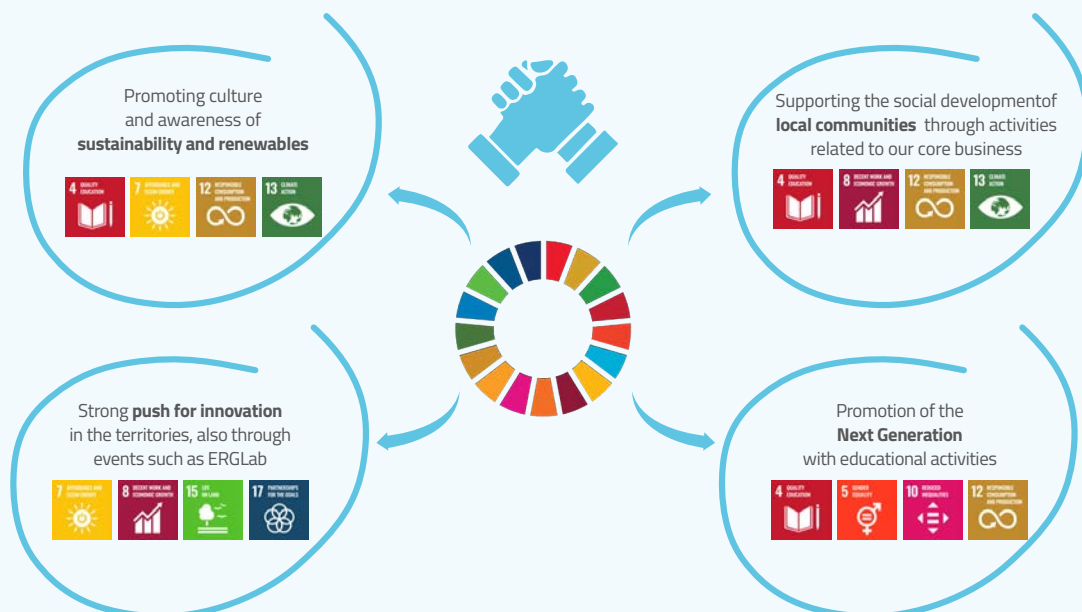 Promoting culture
and awareness of
sustainability and renewables
4 QUALITY
EDUCATION
7 AFFORDABLE AND
CLEAN ENERGY
12 RESPONSIBLE
CONSUMPTION
AND PRODUCTION
13 CLIMATE
ACTION
Supporting the social developmentof
local communities through activities
related to our core business
4 QUALITY
EDUCATION
8 DECENT WORK AND
ECONOMIC GROWTH
12 RESPONSIBLE
CONSUMPTION
AND PRODUCTION
13 CLIMATE
ACTION
Strong push for innovation
in the territories, also through
events such as ERGLab
7 AFFORDABLE AND
CLEAN ENERGY
8 DECENT WORK AND
ECONOMIC GROWTH
15 LIFE
ON LAND
17 PARTNERSHIPS
FOR THE GOALS
Promotion of the
Next Generation
with educational activities
4 QUALITY
EDUCATION
5 GENDER
EQUALITY
10 REDUCED
INEQUALITIES
12 RESPONSIBLE
CONSUMPTION
AND PRODUCTION